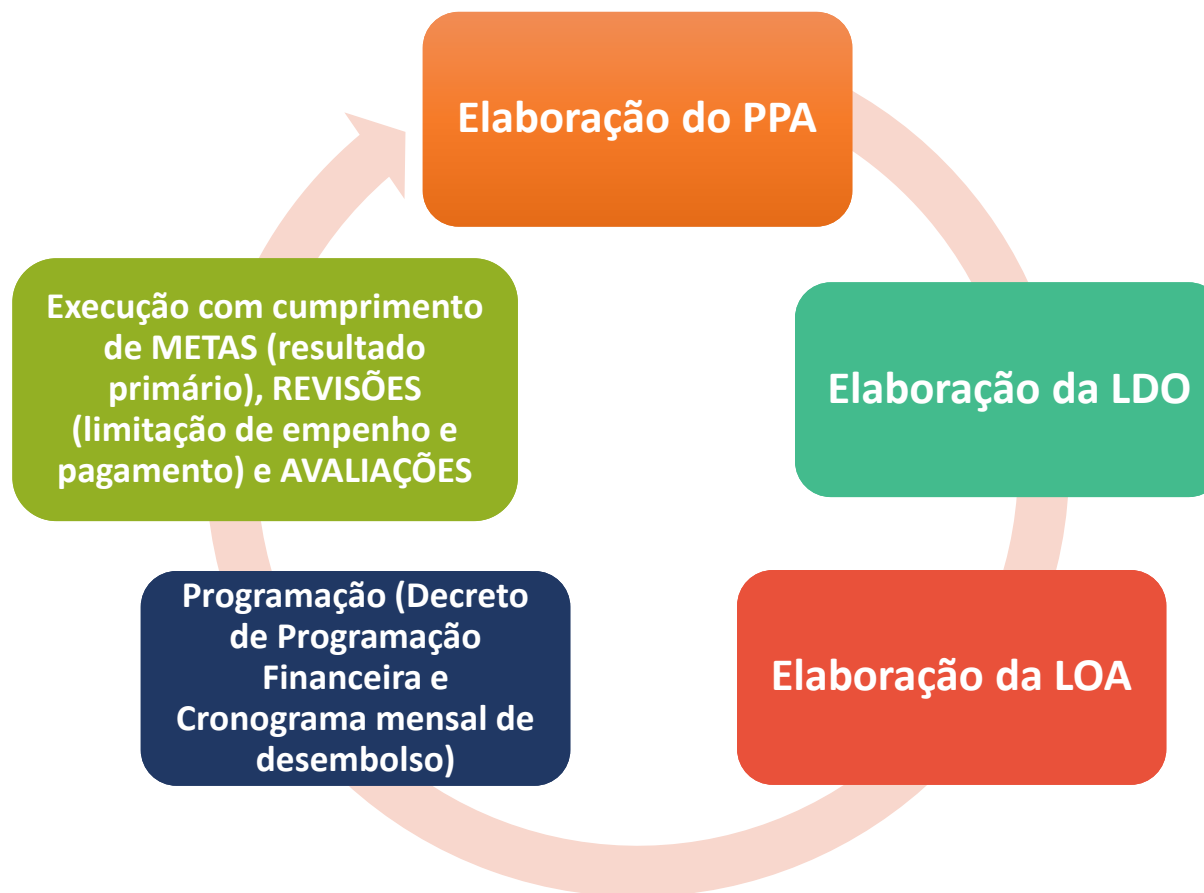 Elaboração do PPA
Elaboração da LDO
Elaboração da LOA
Programação (Decreto
de Programação
Financeira e
Cronograma mensal de
desembolso)
Execução com cumprimento
de METAS (resultado
primário), REVISÕES
(limitação de empenho e
pagamento) e AVALIAÇÕES